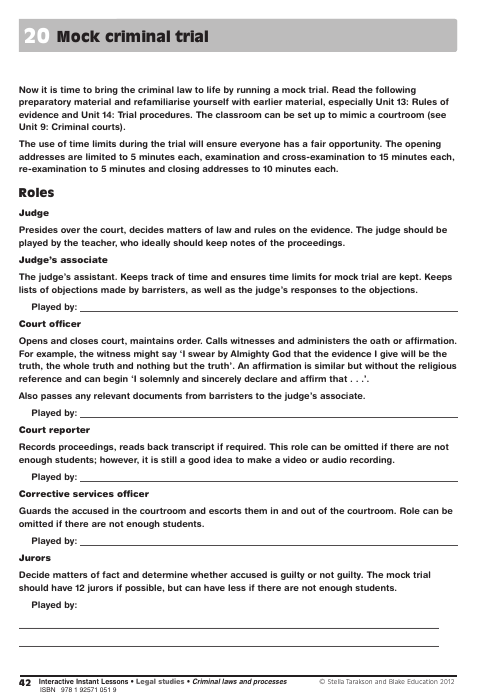 20 Mock criminal trial
Now it is time to bring the criminal law to life by running a mock trial. Read the following
preparatory material and refamiliarise yourself with earlier material, especially Unit 13: Rules of
evidence and Unit 14: Trial procedures. The classroom can be set up to mimic a courtroom (see
Unit 9: Criminal courts).
The use of time limits during the trial will ensure everyone has a fair opportunity. The opening
addresses are limited to 5 minutes each, examination and cross-examination to 15 minutes each,
re-examination to 5 minutes and closing addresses to 10 minutes each.
Roles
Judge
Presides over the court, decides matters of law and rules on the evidence. The judge should be
played by the teacher, who ideally should keep notes of the proceedings.
Judge's associate
The judge's assistant. Keeps track of time and ensures time limits for mock trial are kept. Keeps
lists of objections made by barristers, as well as the judge's responses to the objections.
Played by:
Court officer
Opens and closes court, maintains order. Calls witnesses and administers the oath or affirmation.
For example, the witness might say 'I swear by Almighty God that the evidence I give will be the
truth, the whole truth and nothing but the truth'. An affirmation is similar but without the religious
reference and can begin 'I solemnly and sincerely declare and affirm that . . .'.
Also passes any relevant documents from barristers to the judge's associate.
Played by:
Court reporter
Records proceedings, reads back transcript if required. This role can be omitted if there are not
enough students; however, it is still a good idea to make a video or audio recording.
Played by:
Corrective services officer
Guards the accused in the courtroom and escorts them in and out of the courtroom. Role can be
omitted if there are not enough students.
Played by:
Jurors
Decide matters of fact and determine whether accused is guilty or not guilty. The mock trial
should have 12 jurors if possible, but can have less if there are not enough students.
Played by:
42 Interactive Instant Lessons • Legal studies • Criminal laws and processes © Stella Tarakson and Blake Education 2012
ISBN 978 1 92571 051 9